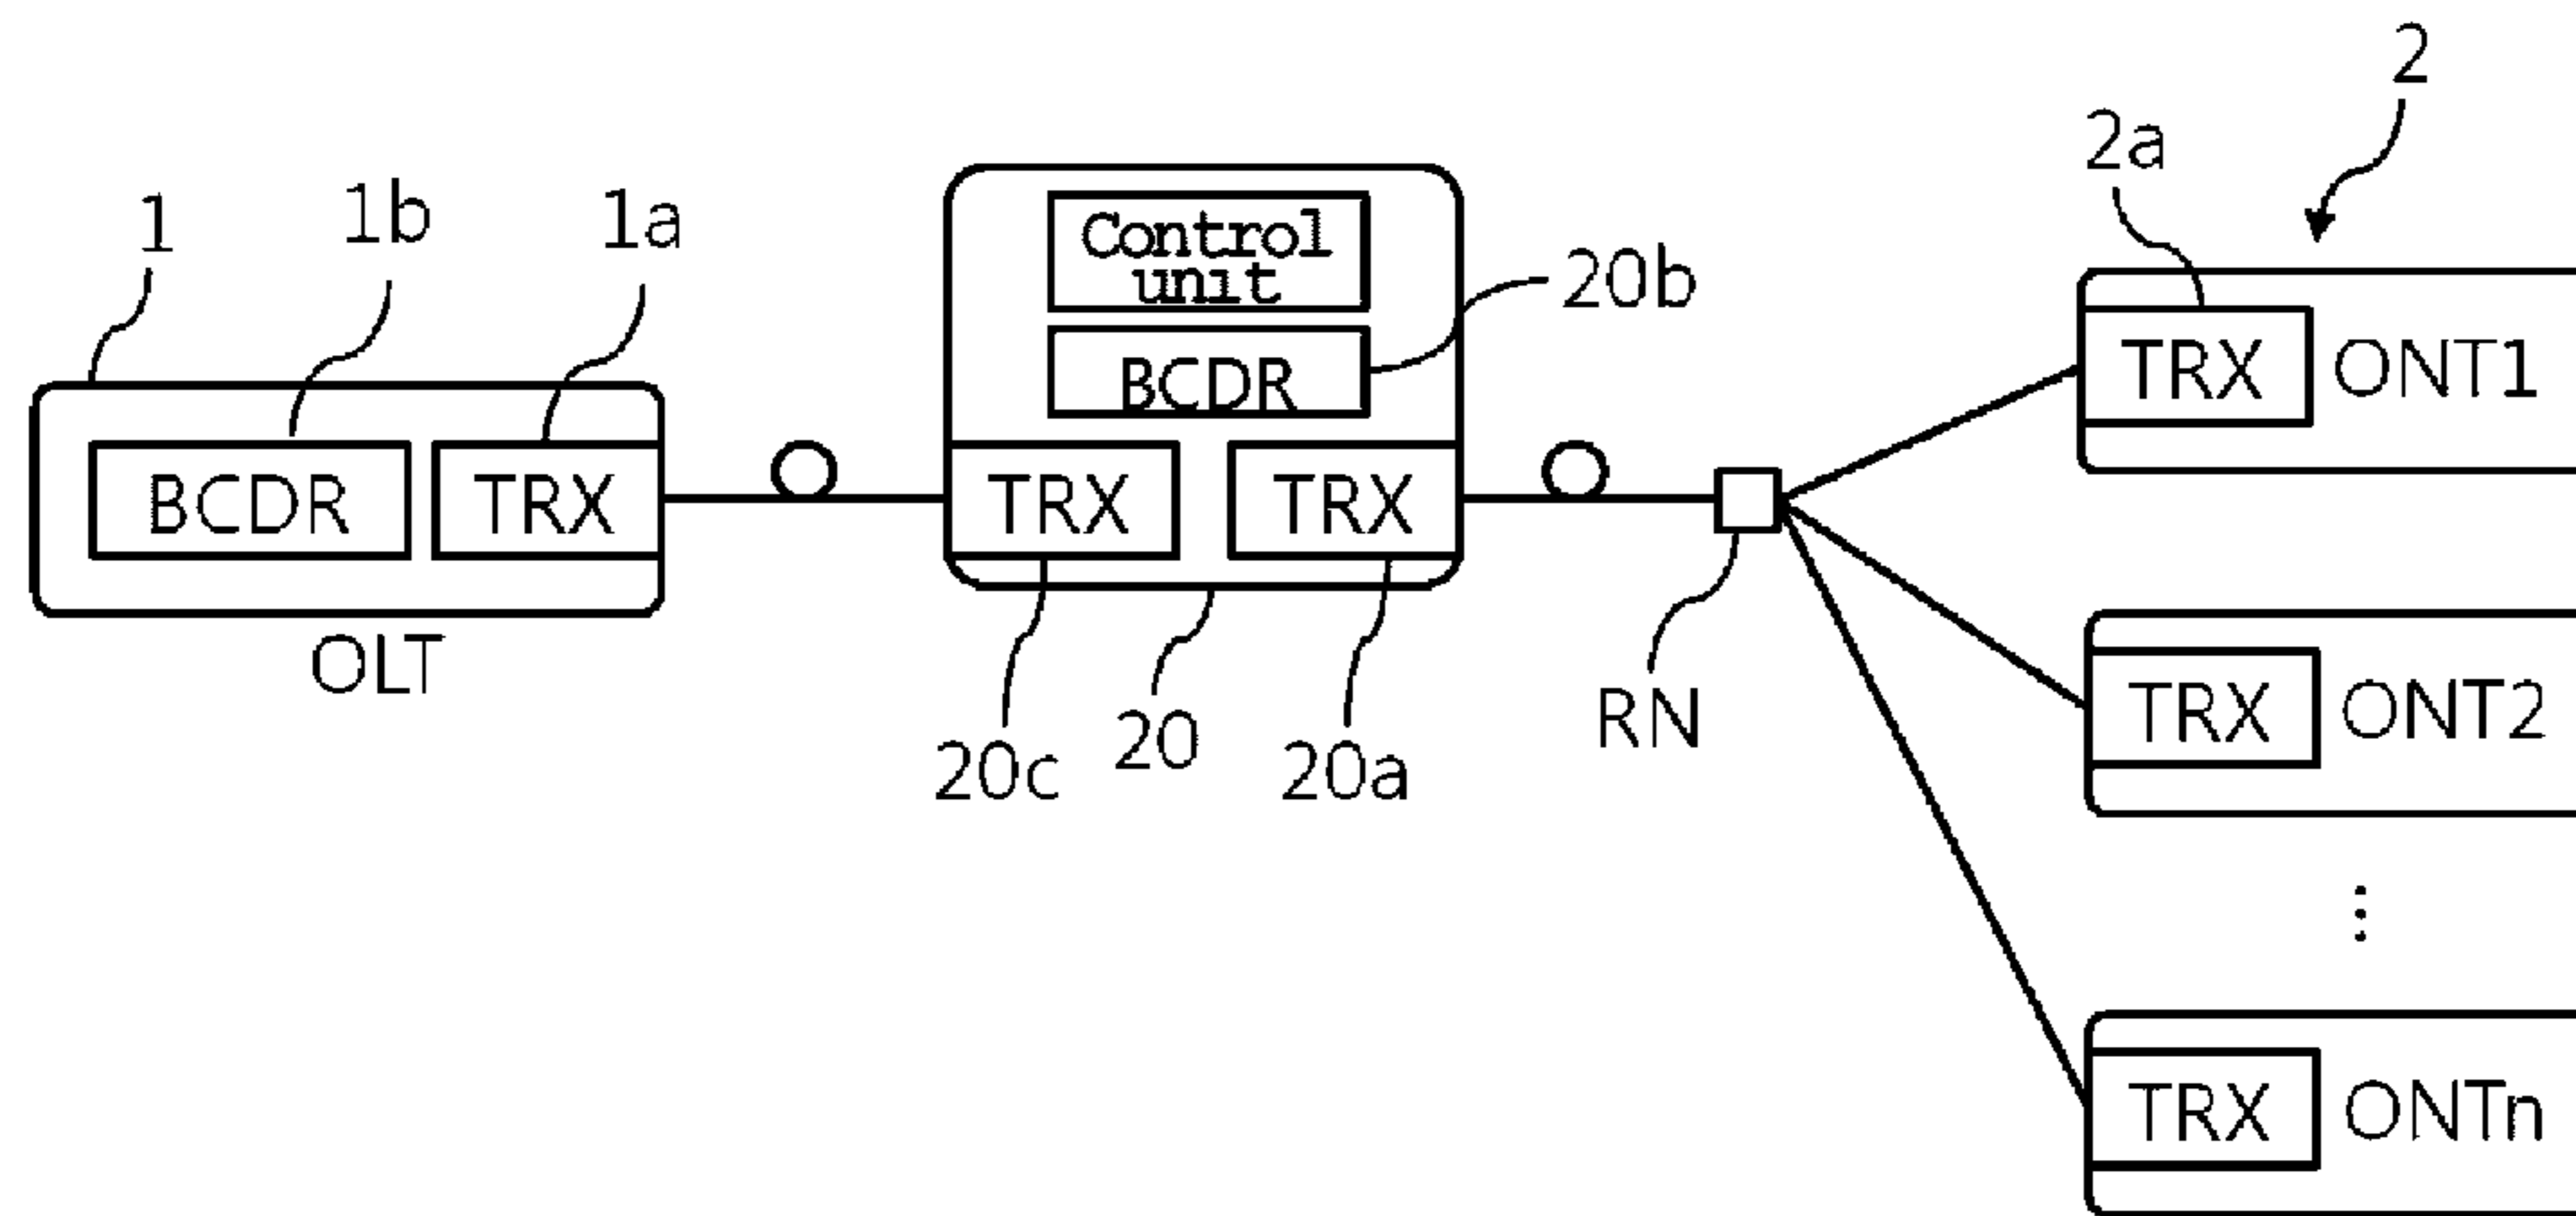 2
2a
1
1b
1a
Control
unit
20b
BCDR
TRX
ONT1
BCDR
TRX
TRX
TRX
OLT
20c
20
20a
RN
TRX
ONT2
⋮
TRX
ONTn